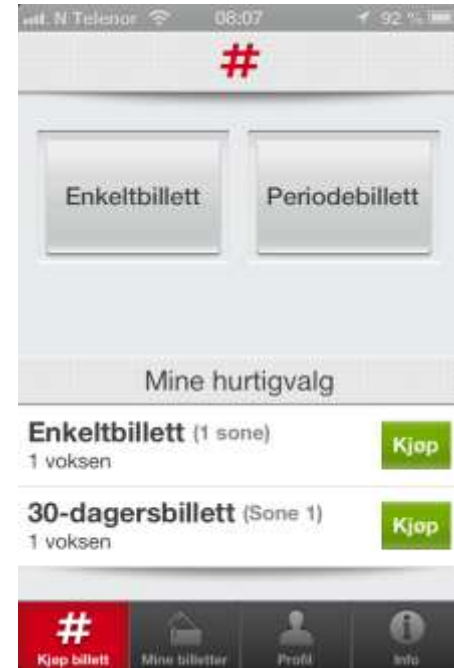 N Telenor 08:07 92 %
#
Enkeltbillett Periodebillett
Mine hurtigvalg
Enkeltbillett (1 sone)
1 voksen
Kjøp
30-dagersbillett (Sone 1)
1 voksen
Kjøp
#
Kjøp billett Mine billetter Profil Info